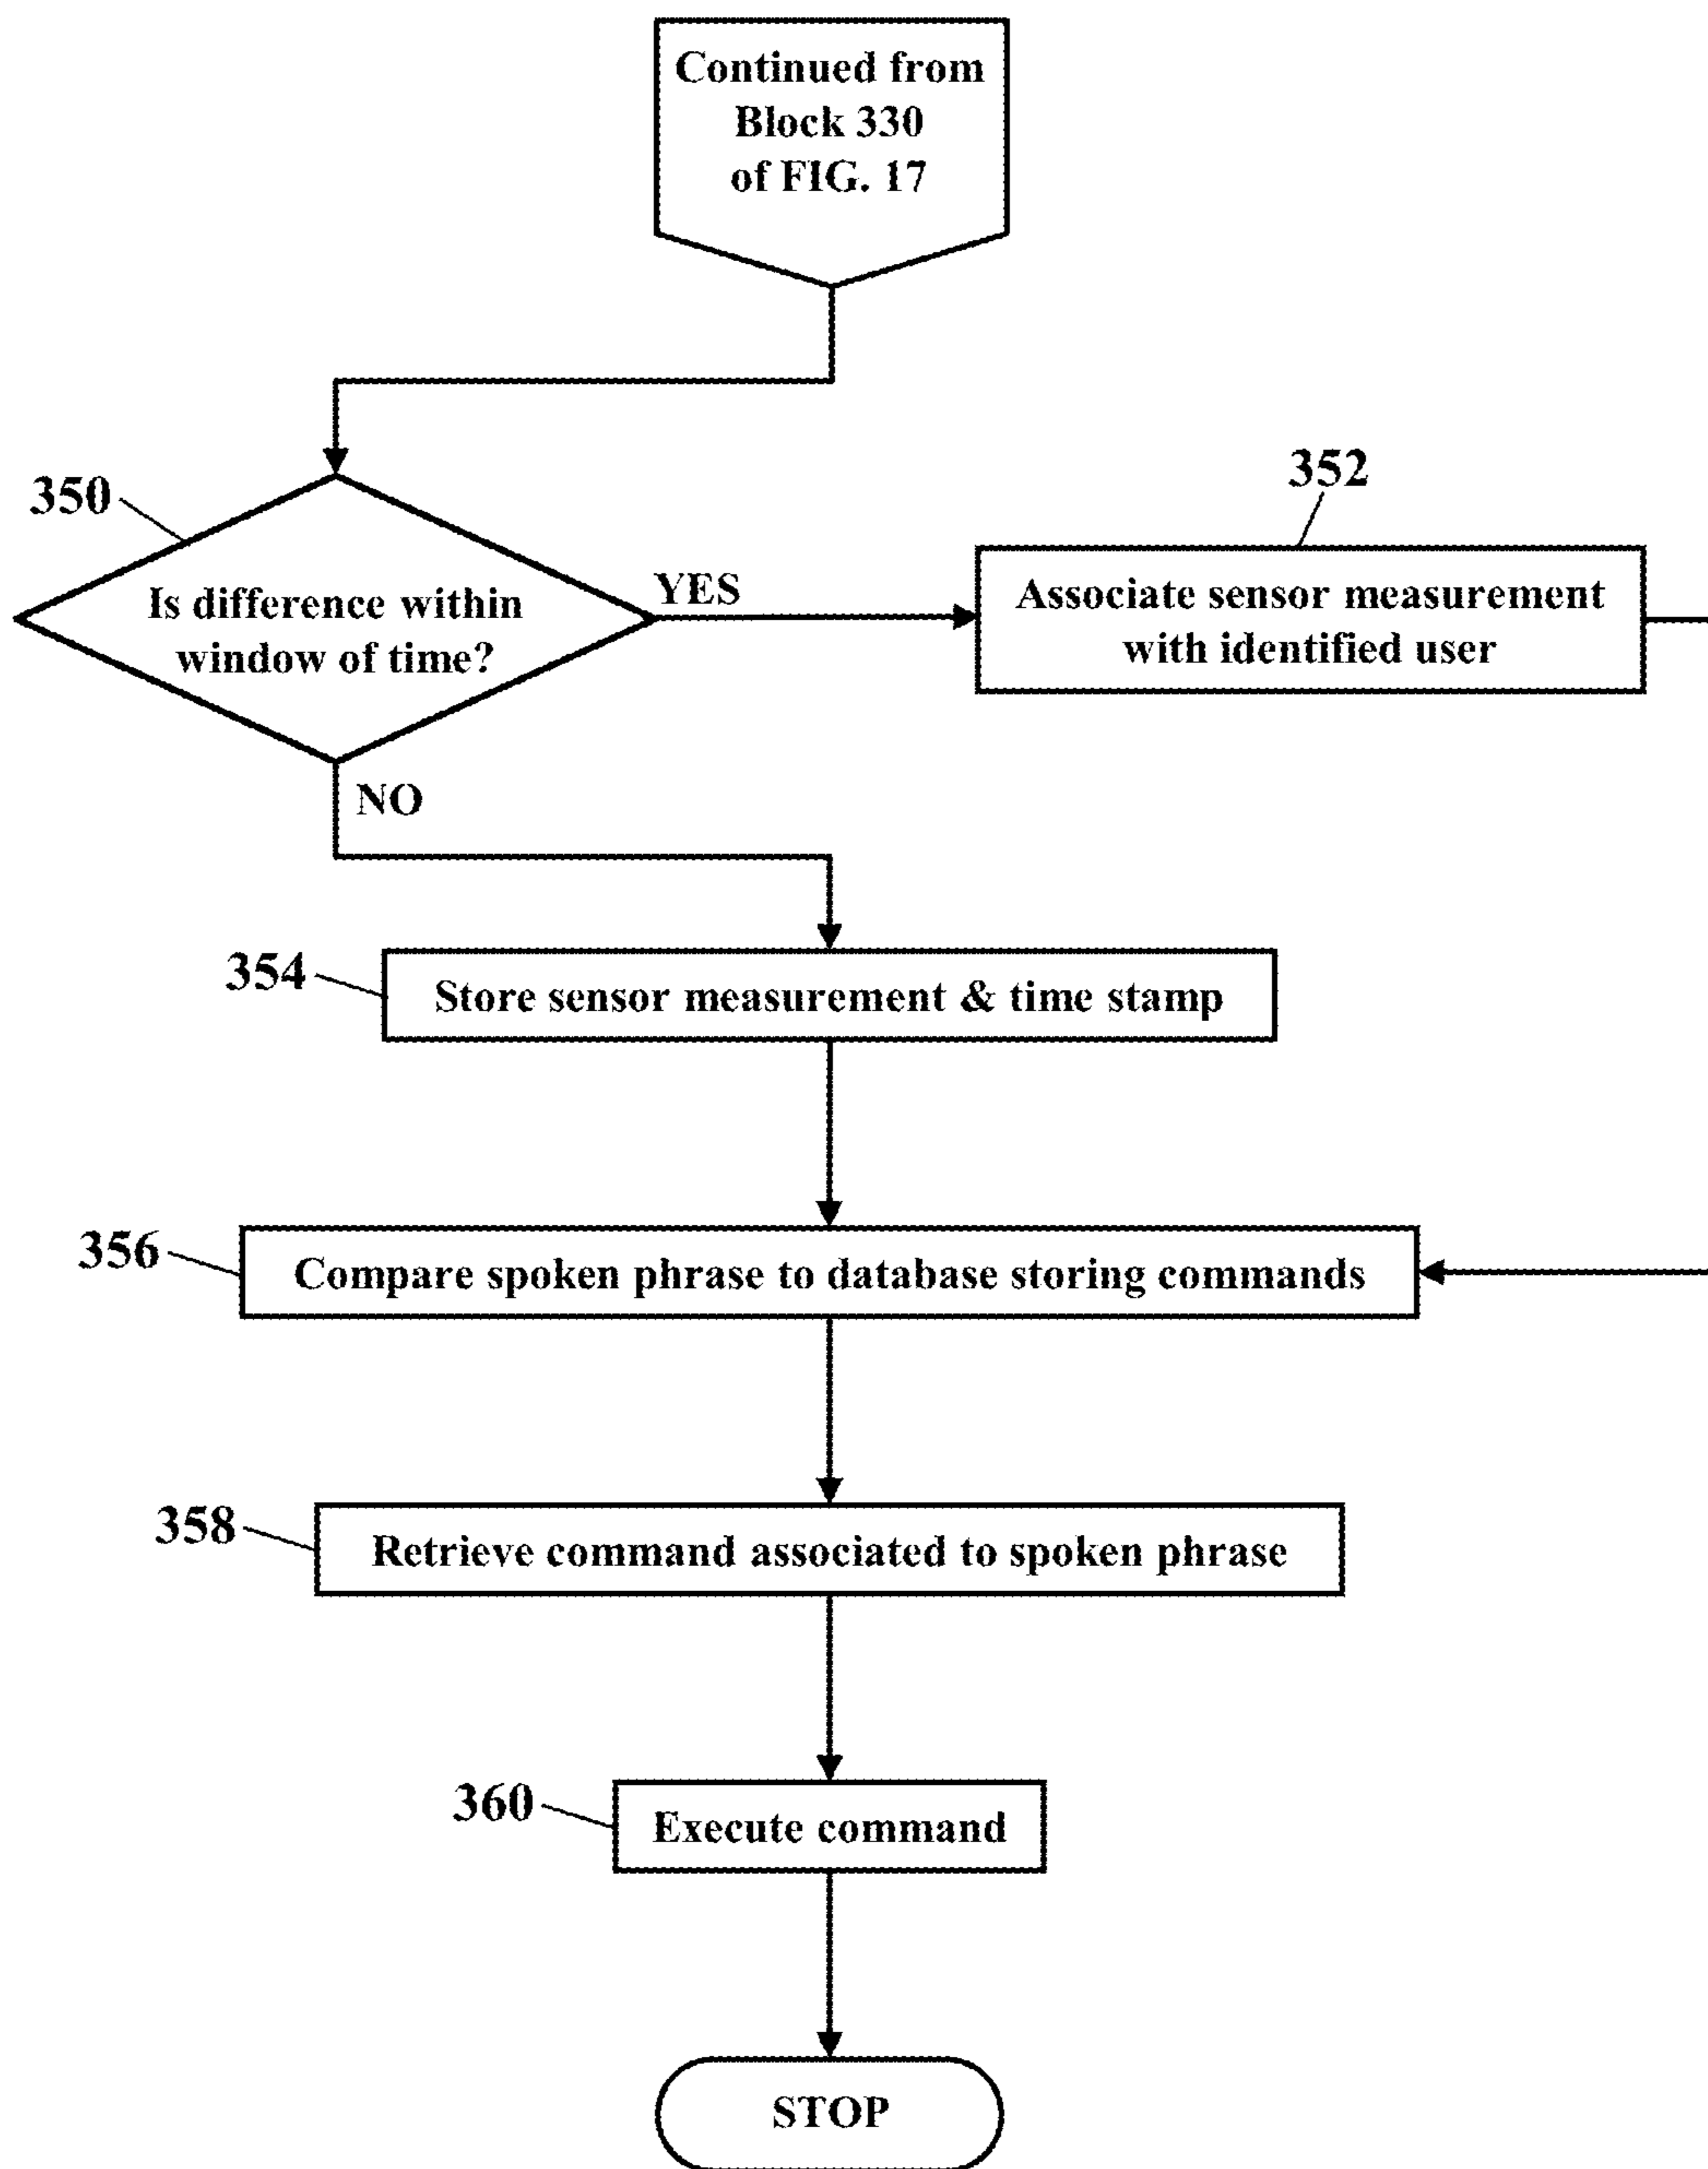 Continued from
Block 330
of FIG. 17
350
Is difference within
window of time?
YES
352
Associate sensor measurement
with identified user
NO
354
Store sensor measurement & time stamp
356
Compare spoken phrase to database storing commands
358
Retrieve command associated to spoken phrase
360
Execute command
STOP